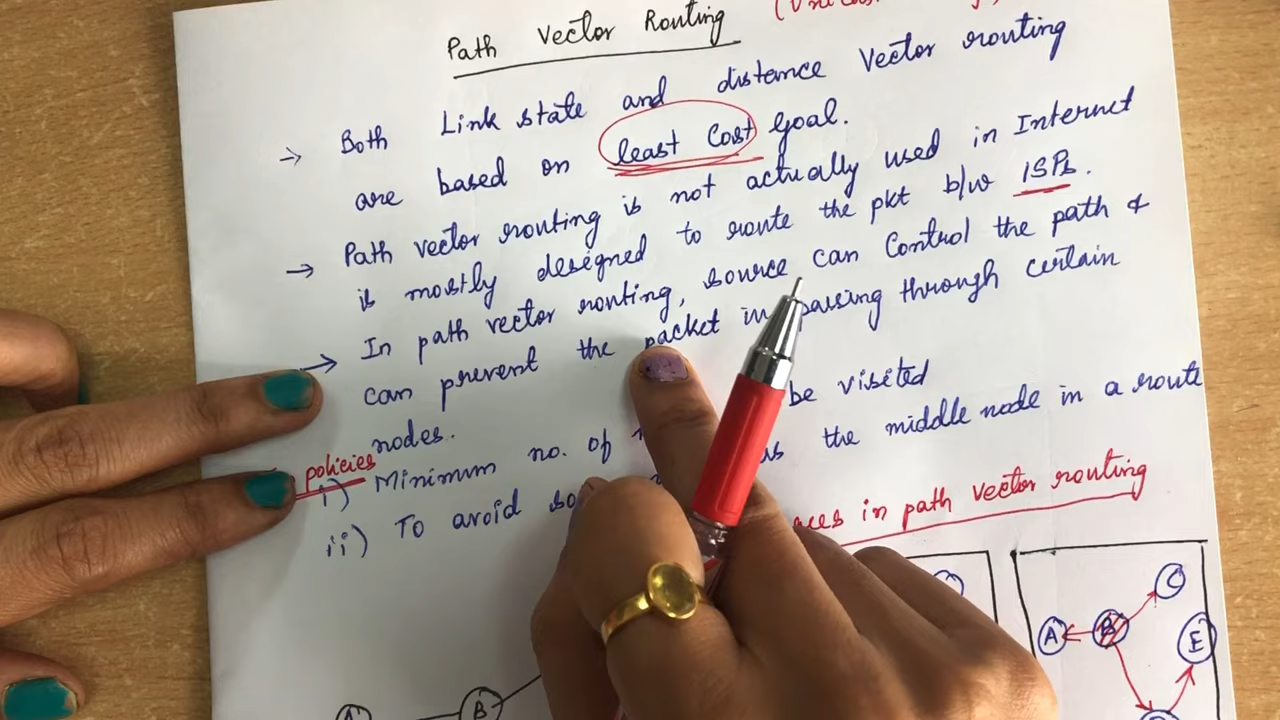 Path Vector Routing
→ Both Link state and distance Vector routing
are based on least Cost goal.
→ Path vector routing is not actually used in Internet
is mostly designed to route the pkt b/w ISPs.
→ In path vector routing, source can control the path &
can prevent the packet in passing through certain
nodes.
policies
i) Minimum no. of be visited
ii) To avoid as the middle node in a route
in path vector routing
C
A B E
A B